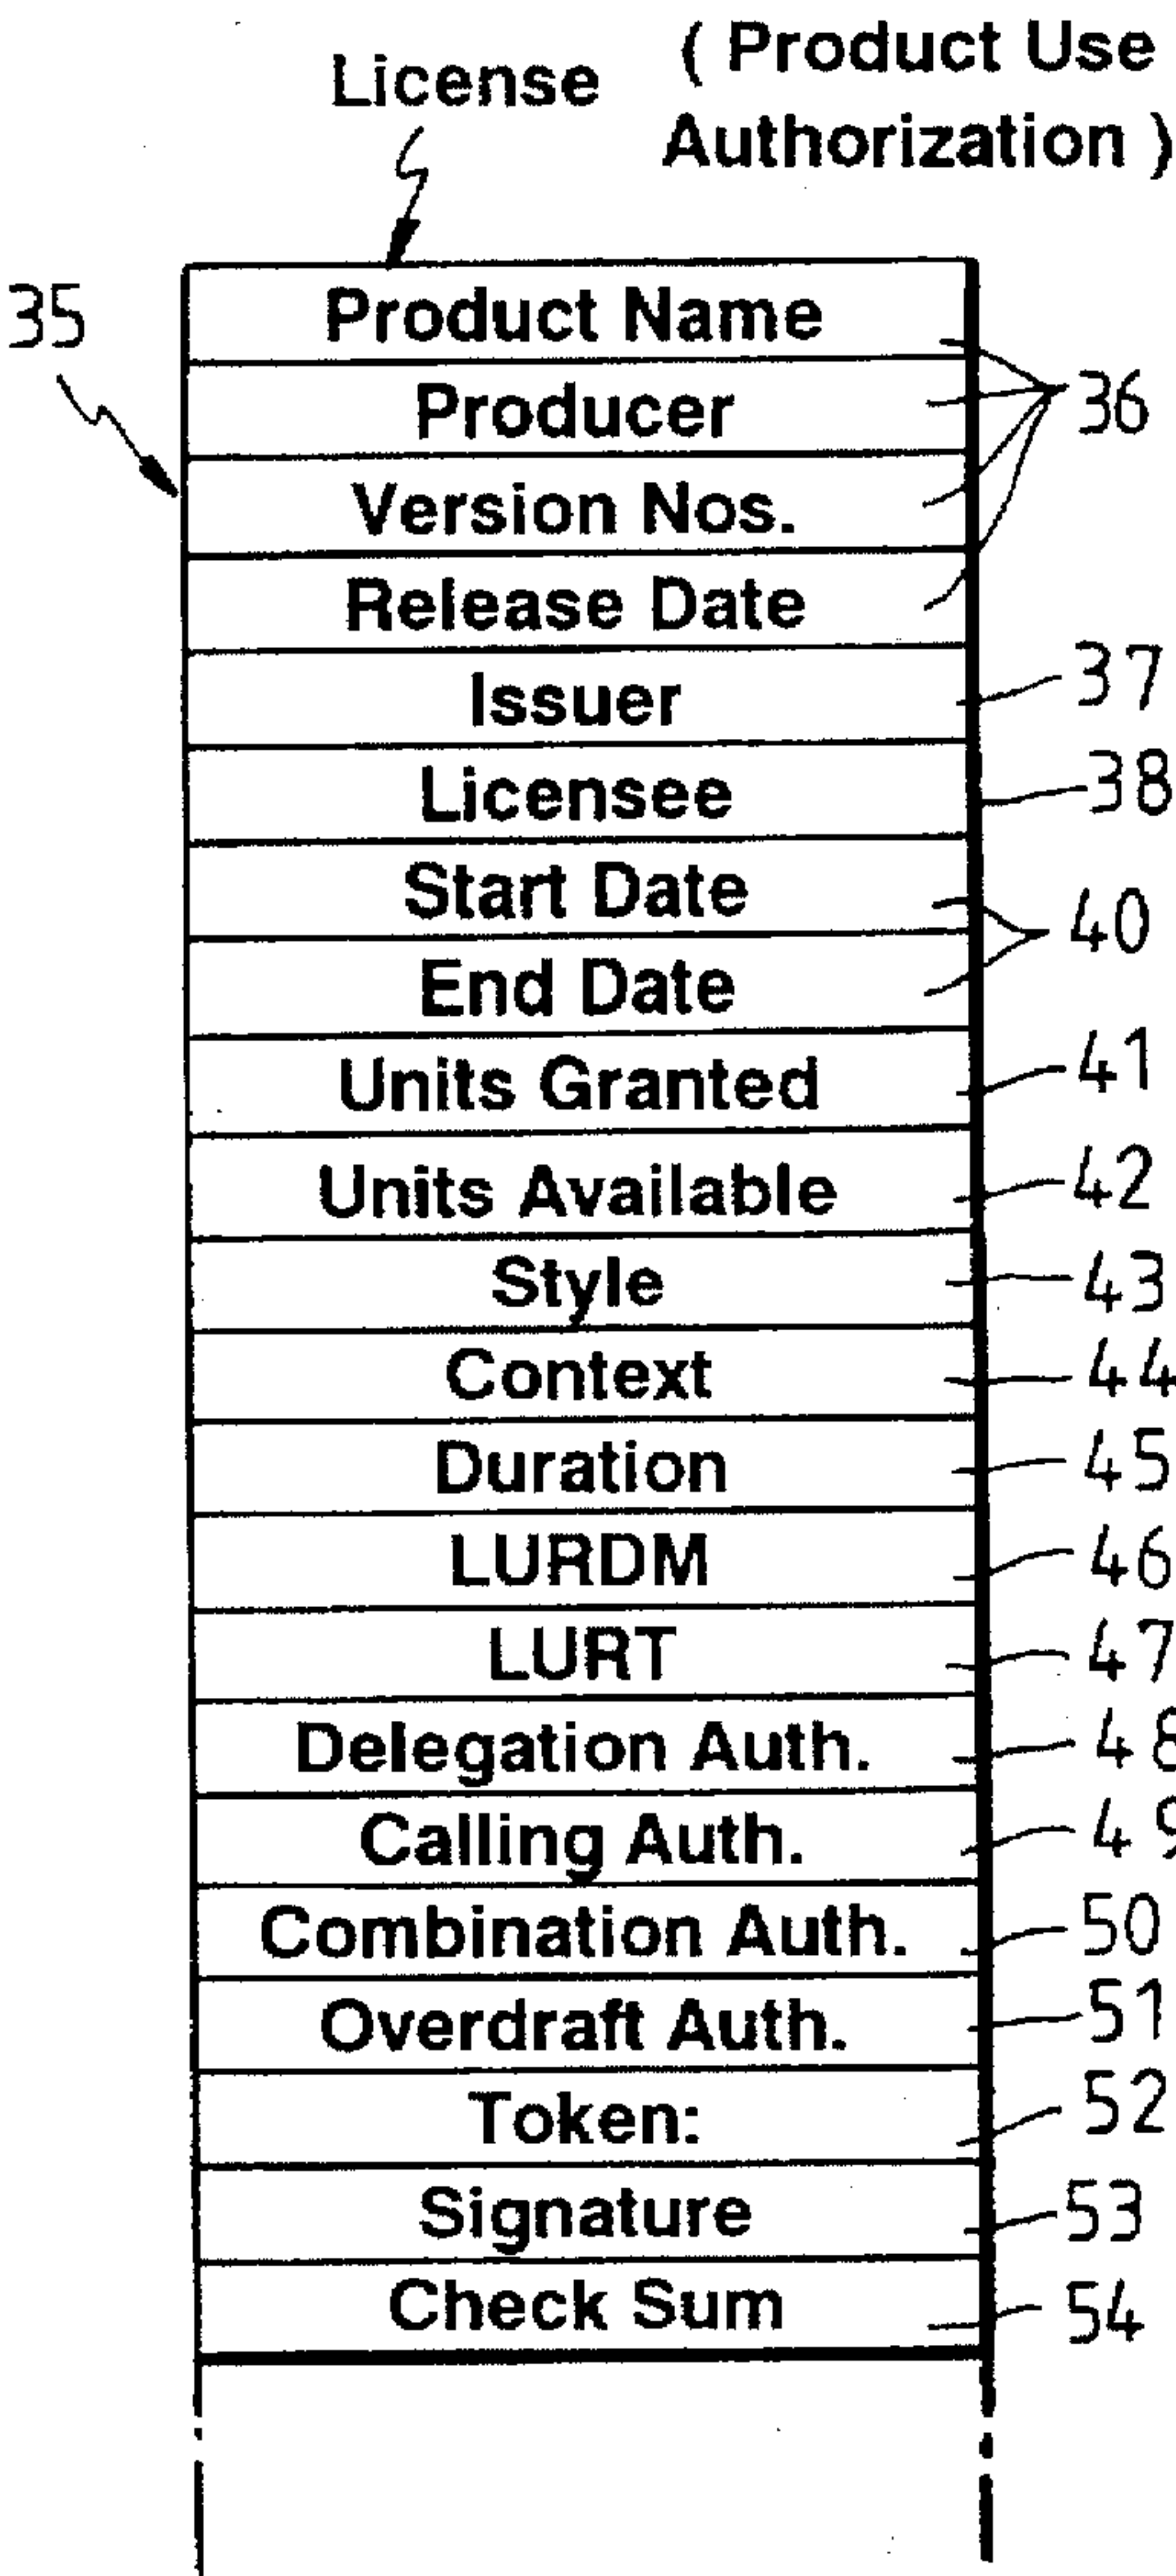 License
( Product Use
Authorization )
35
Product Name
Producer
36
Version Nos.
Release Date
Issuer
37
Licensee
38
Start Date
40
End Date
Units Granted
41
Units Available
42
Style
43
Context
44
Duration
45
LURDM
46
LURT
47
Delegation Auth.
48
Calling Auth.
49
Combination Auth.
50
Overdraft Auth.
51
Token:
52
Signature
53
Check Sum
54